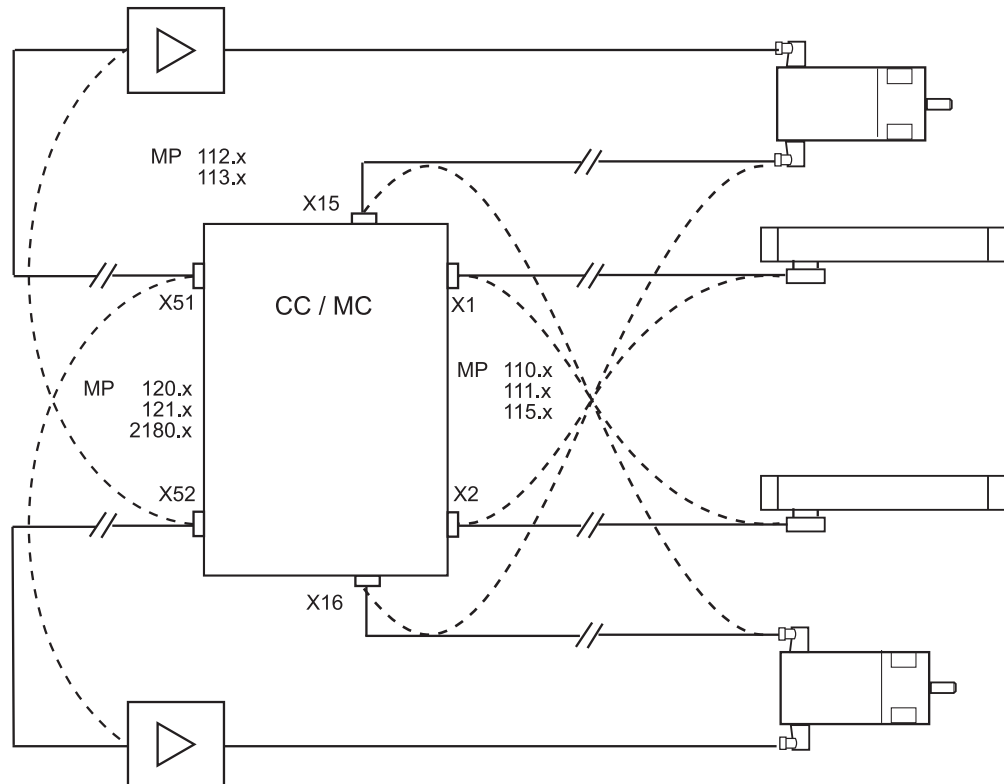 MP 112.x
113.x
X15
X51
CC / MC
X1
MP 120.x
121.x
2180.x
MP 110.x
111.x
115.x
X52
X2
X16